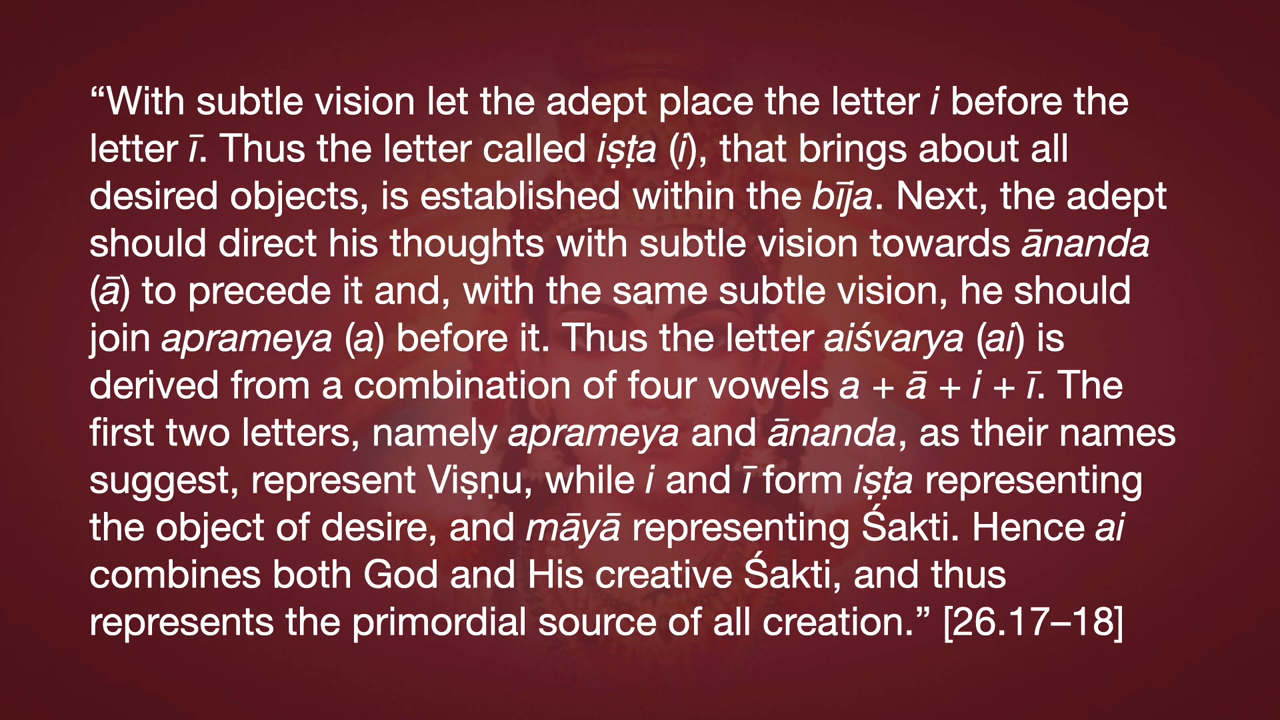 “With subtle vision let the adept place the letter i before the
letter ī. Thus the letter called iṣṭa (i), that brings about all
desired objects, is established within the bīja. Next, the adept
should direct his thoughts with subtle vision towards ānanda
(ā) to precede it and, with the same subtle vision, he should
join aprameya (a) before it. Thus the letter aiśvarya (ai) is
derived from a combination of four vowels a + ā + i + ī. The
first two letters, namely aprameya and ānanda, as their names
suggest, represent Viṣṇu, while i and ī form iṣṭa representing
the object of desire, and māyā representing Śakti. Hence ai
combines both God and His creative Śakti, and thus
represents the primordial source of all creation.” [26.17–18]